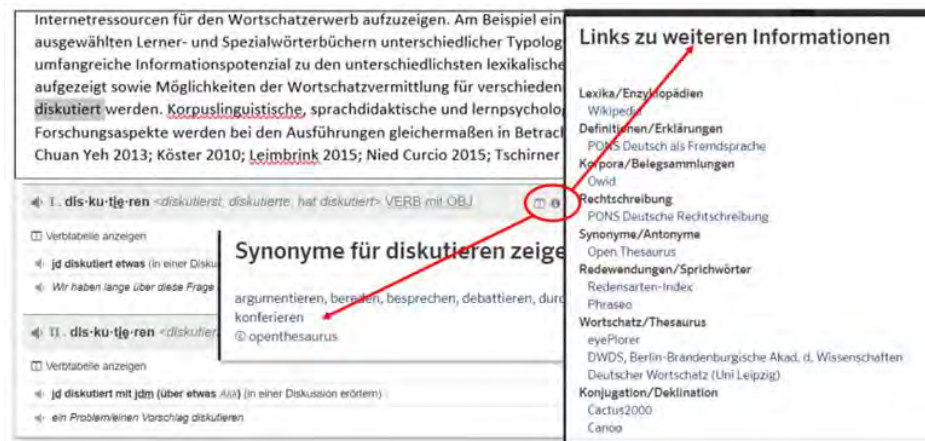 Internetressourcen für den Wortschatzerwerb aufzuzeigen. Am Beispiel ein
ausgewählten Lerner- und Spezialwörterbüchern unterschiedlicher Typolog
umfangreiche Informationspotenzial zu den unterschiedlichsten lexikalische
aufgezeigt sowie Möglichkeiten der Wortschatzvermittlung für verschieden
diskutiert werden. Korpuslinguistische, sprachdidaktische und lernpsycholo
Forschungsaspekte werden bei den Ausführungen gleichermaßen in Betracl
Chuan Yeh 2013; Köster 2010; Leimbrink 2015; Nied Curcio 2015; Tschirner
I. dis·ku·tie·ren <diskutierst, diskutierte, hat diskutiert> VERB mit OBJ
Verbtabelle anzeigen
jd diskutiert etwas (in einer Disku
Wir haben lange über diese Frage
II. dis·ku·tie·ren <diskutier
Verbtabelle anzeigen
jd diskutiert mit jdm (über etwas Akk) (in einer Diskussion erörtern)
ein Problem/einen Vorschlag diskutieren
Synonyme für diskutieren zeige
argumentieren, bereden, besprechen, debattieren, durc
konferieren
© openthesaurus
Links zu weiteren Informationen
Lexika/Enzyklopädien
Wikipedia
Definitionen/Erklärungen
PONS Deutsch als Fremdsprache
Korpora/Belegsammlungen
Owid
Rechtschreibung
PONS Deutsche Rechtschreibung
Synonyme/Antonyme
Open Thesaurus
Redewendungen/Sprichwörter
Redensarten-Index
Phraseo
Wortschatz/Thesaurus
eyePlorer
DWDS, Berlin-Brandenburgische Akad. d. Wissenschaften
Deutscher Wortschatz (Uni Leipzig)
Konjugation/Deklination
Cactus2000
Canoo